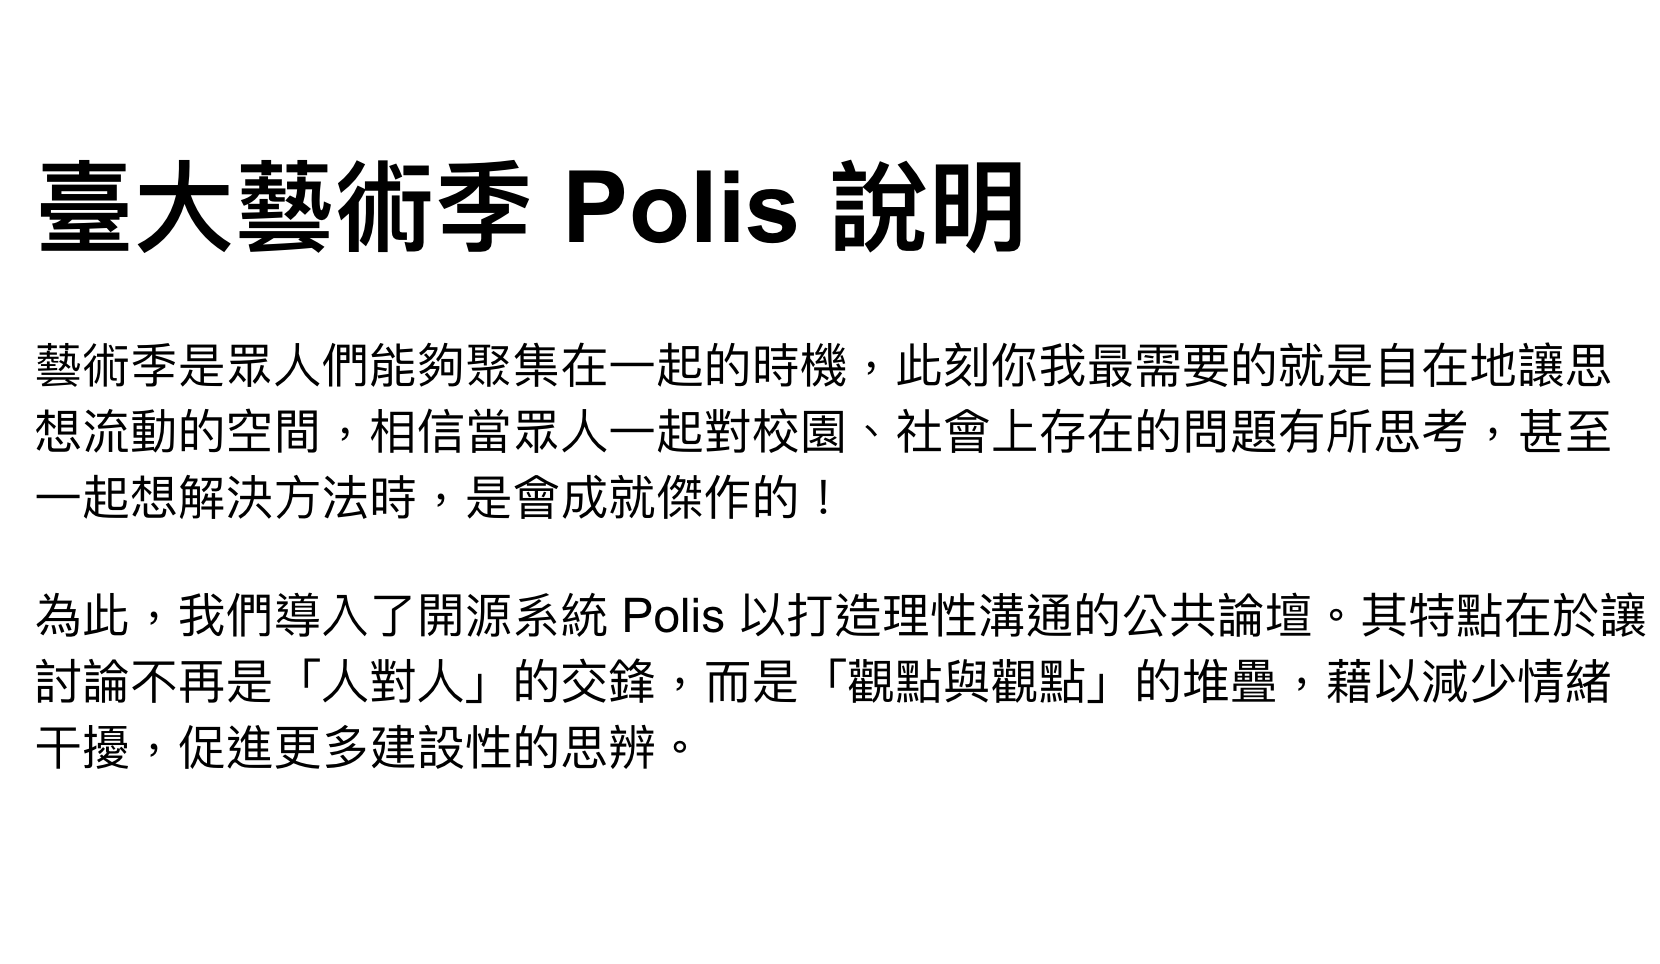 臺大藝術季 Polis 說明
藝術季是眾人們能夠聚集在一起的時機，此刻你我最需要的就是自在地讓思
想流動的空間，相信當眾人一起對校園、社會上存在的問題有所思考，甚至
一起想解決方法時，是會成就傑作的！
為此，我們導入了開源系統 Polis 以打造理性溝通的公共論壇。其特點在於讓
討論不再是「人對人」的交鋒，而是「觀點與觀點」的堆疊，藉以減少情緒
干擾，促進更多建設性的思辨。